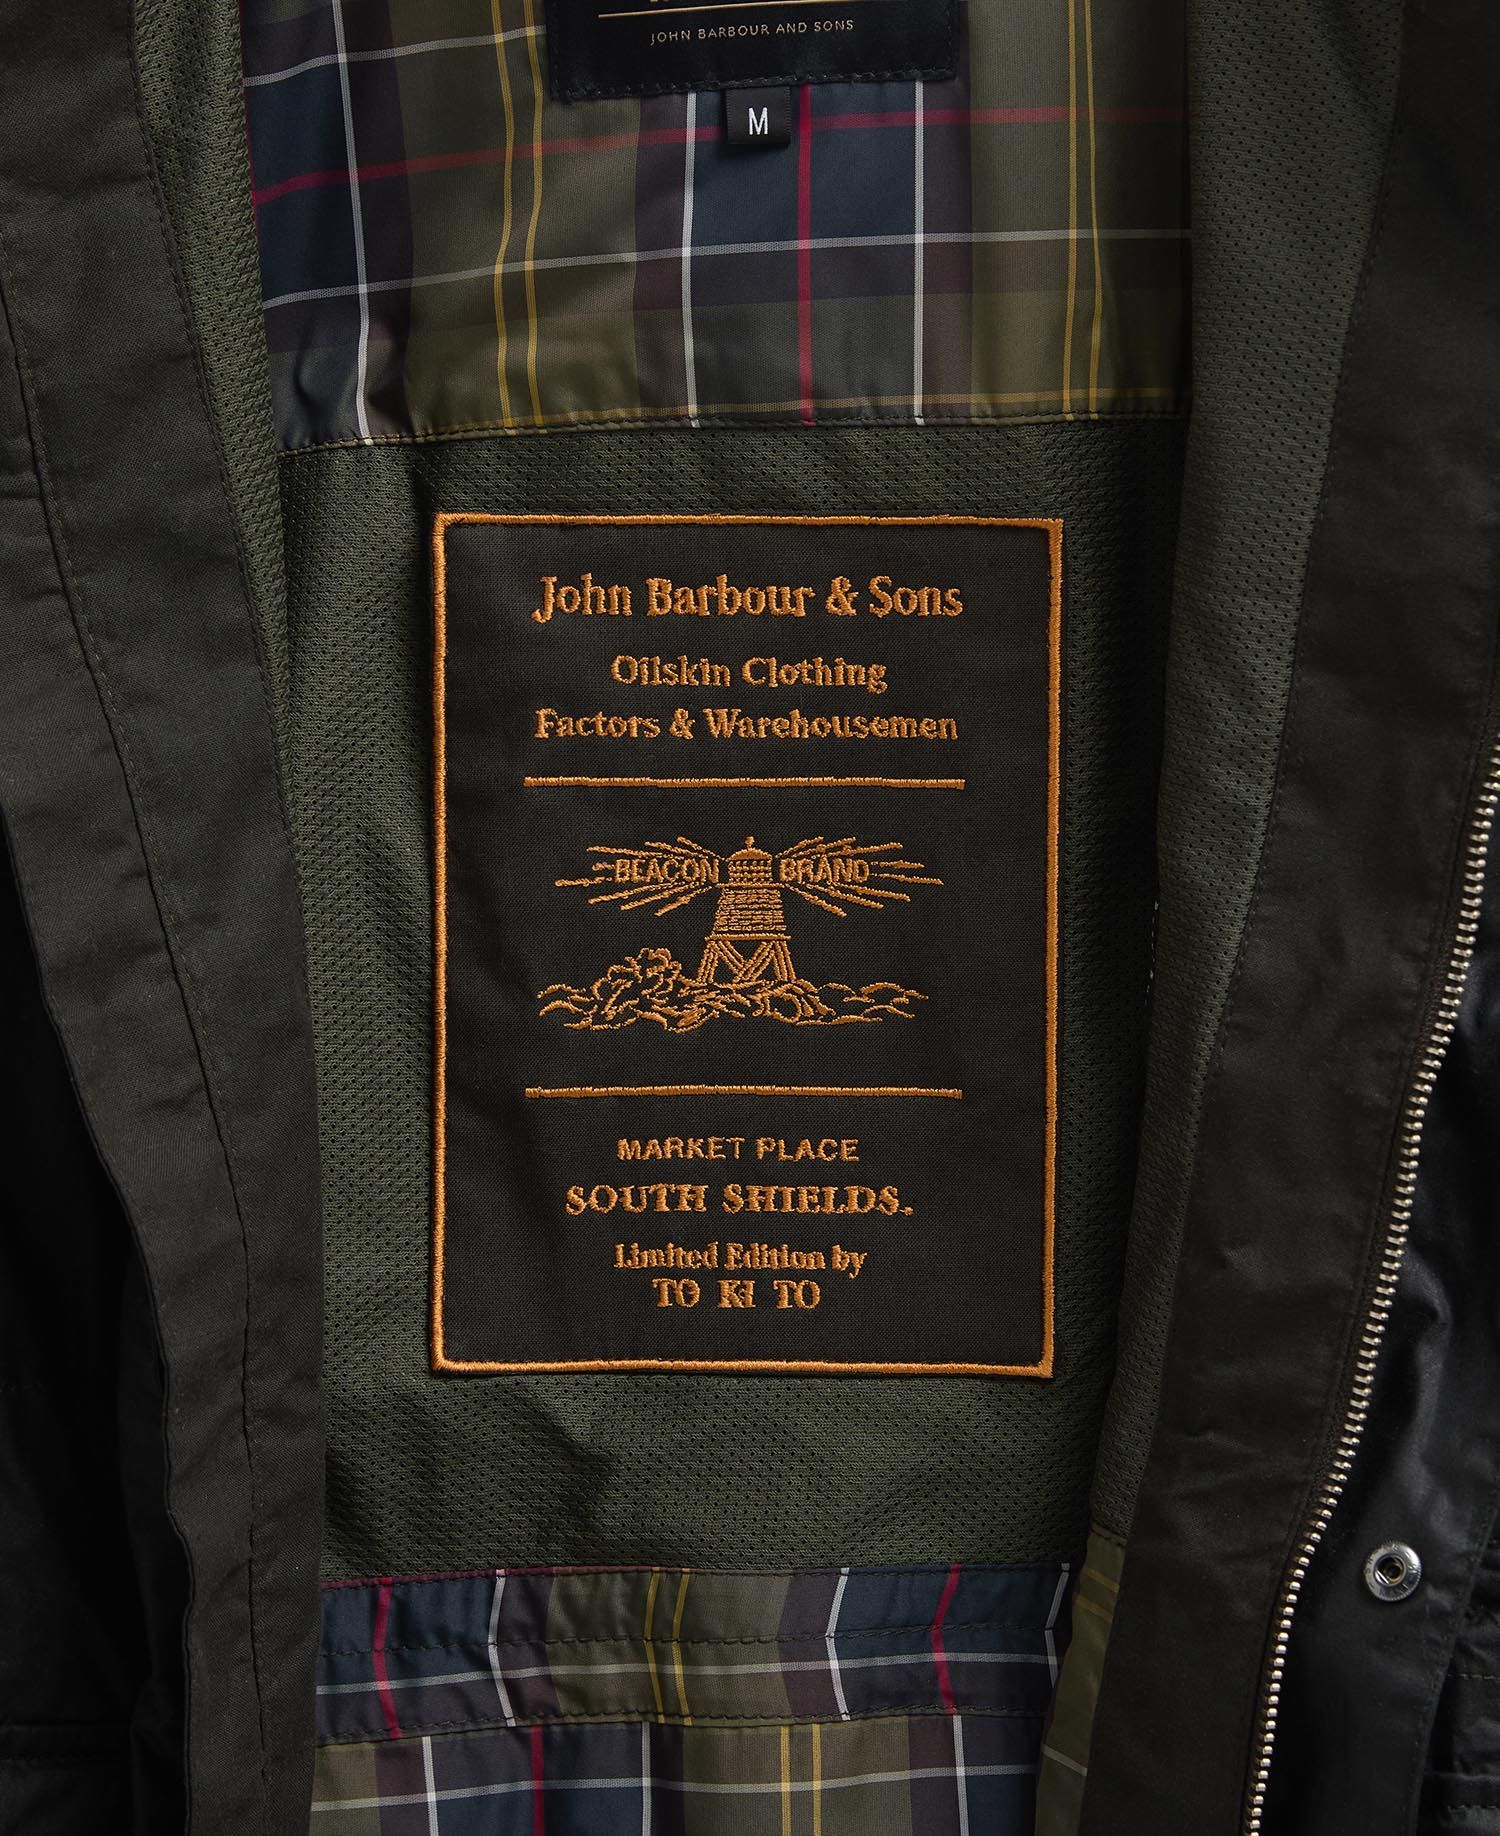 JOHN BARBOUR AND SONS
M
John Barbour & Sons
Oilskin Clothing
Factors & Warehousemen
BEACON BRAND
MARKET PLACE
SOUTH SHIELDS.
Limited Edition by
TO KI TO